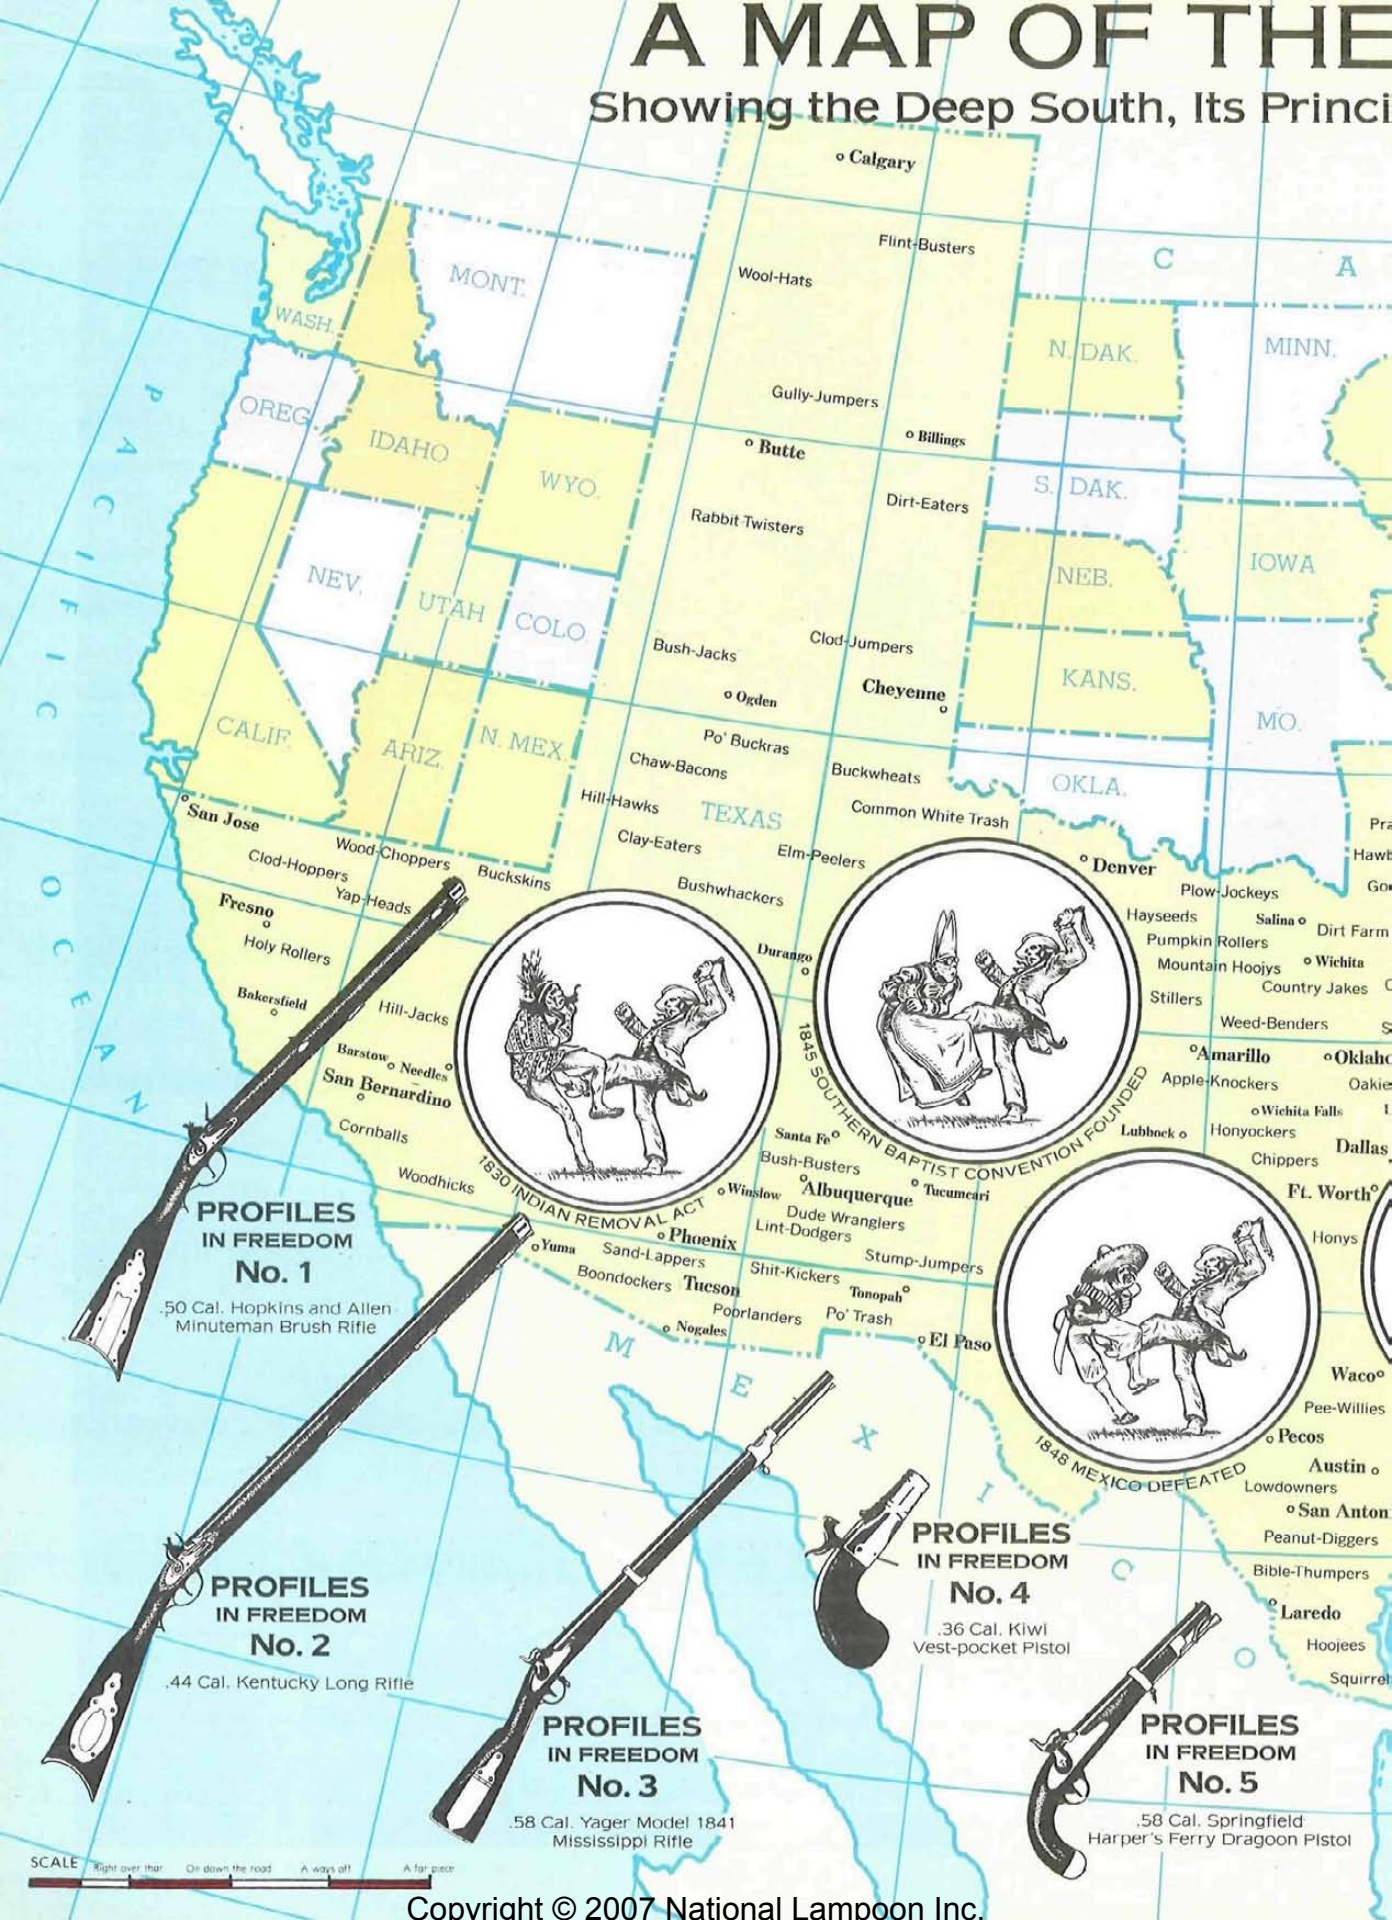 A MAP OF THE
Showing the Deep South, Its Princi
Calgary
Flint-Busters
Wool-Hats
C A
MONT.
WASH.
N. DAK.
MINN.
Gully-Jumpers
OREG.
IDAHO
Butte
Billings
WYO.
S. DAK.
Dirt-Eaters
Rabbit Twisters
IOWA
NEB.
NEV.
UTAH
COLO.
Bush-Jacks
Clod-Jumpers
KANS.
Ogden
Cheyenne
MO.
CALIF.
ARIZ.
N. MEX.
Po' Buckras
Chaw-Bacons
Buckwheats
OKLA.
Hill-Hawks
TEXAS
Common White Trash
San Jose
Pra
Wood-Choppers
Clay-Eaters
Elm-Peelers
Hawb
Clod-Hoppers
Buckskins
Denver
Yap-Heads
Bushwhackers
Plow-Jockeys
Go
Fresno
Hayseeds
Salina
Dirt Farm
Holy Rollers
Durango
Pumpkin Rollers
Mountain Hoojys
Wichita
Bakersfield
Country Jakes
C
Hill-Jacks
Stillers
Weed-Benders
S
Barstow
Needles
Amarillo
Oklaho
San Bernardino
Apple-Knockers
Oakie
Wichita Falls
Cornballs
Santa Fe
Lubbock
Honyockers
Dallas
Bush-Busters
Chippers
1845 SOUTHERN BAPTIST CONVENTION FOUNDED
Woodhicks
Winslow
Albuquerque
Tucumcari
Ft. Worth
1830 INDIAN REMOVAL ACT
Dude Wranglers
Lint-Dodgers
Phoenix
Honys
Yuma
Sand-Lappers
Stump-Jumpers
Boondockers
Tucson
Shit-Kickers
Tonopah
Poorlanders
Po' Trash
Nogales
El Paso
Waco
Pee-Willies
Pecos
1848 MEXICO DEFEATED
Austin
Lowdowners
San Anton
Peanut-Diggers
Bible-Thumpers
Laredo
Hoojees
Squirrel
PACIFIC OCEAN
MEXICO
PROFILES
IN FREEDOM
No. 1
.50 Cal. Hopkins and Allen
Minuteman Brush Rifle
PROFILES
IN FREEDOM
No. 2
.44 Cal. Kentucky Long Rifle
PROFILES
IN FREEDOM
No. 3
.58 Cal. Yager Model 1841
Mississippi Rifle
PROFILES
IN FREEDOM
No. 4
.36 Cal. Kiwi
Vest-pocket Pistol
PROFILES
IN FREEDOM
No. 5
.58 Cal. Springfield
Harper's Ferry Dragoon Pistol
SCALE
Right over thar
On down the road
A ways off
A far piece
Copyright © 2007 National Lampoon Inc.